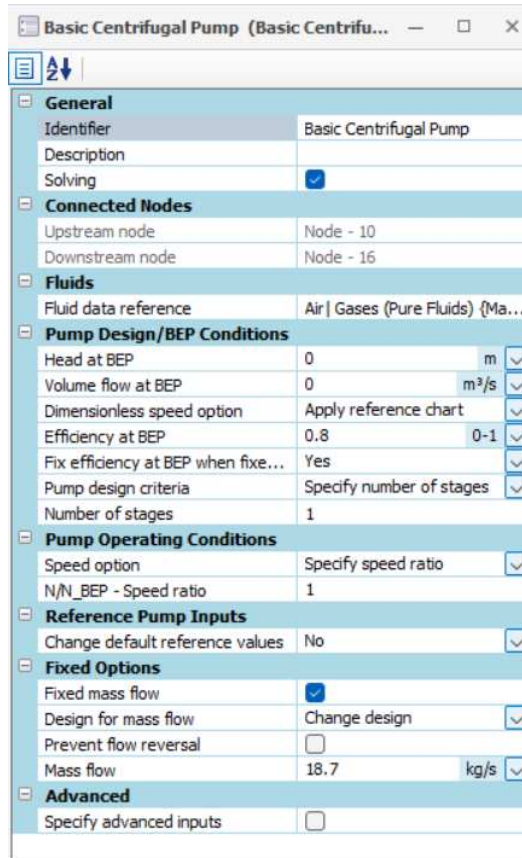 Basic Centrifugal Pump (Basic Centrifu...
General
Identifier Basic Centrifugal Pump
Description
Solving
Connected Nodes
Upstream node Node - 10
Downstream node Node - 16
Fluids
Fluid data reference Air| Gases (Pure Fluids) {Ma...
Pump Design/BEP Conditions
Head at BEP 0 m
Volume flow at BEP 0 m³/s
Dimensionless speed option Apply reference chart
Efficiency at BEP 0.8 0-1
Fix efficiency at BEP when fixe... Yes
Pump design criteria Specify number of stages
Number of stages 1
Pump Operating Conditions
Speed option Specify speed ratio
N/N_BEP - Speed ratio 1
Reference Pump Inputs
Change default reference values No
Fixed Options
Fixed mass flow
Design for mass flow Change design
Prevent flow reversal
Mass flow 18.7 kg/s
Advanced
Specify advanced inputs